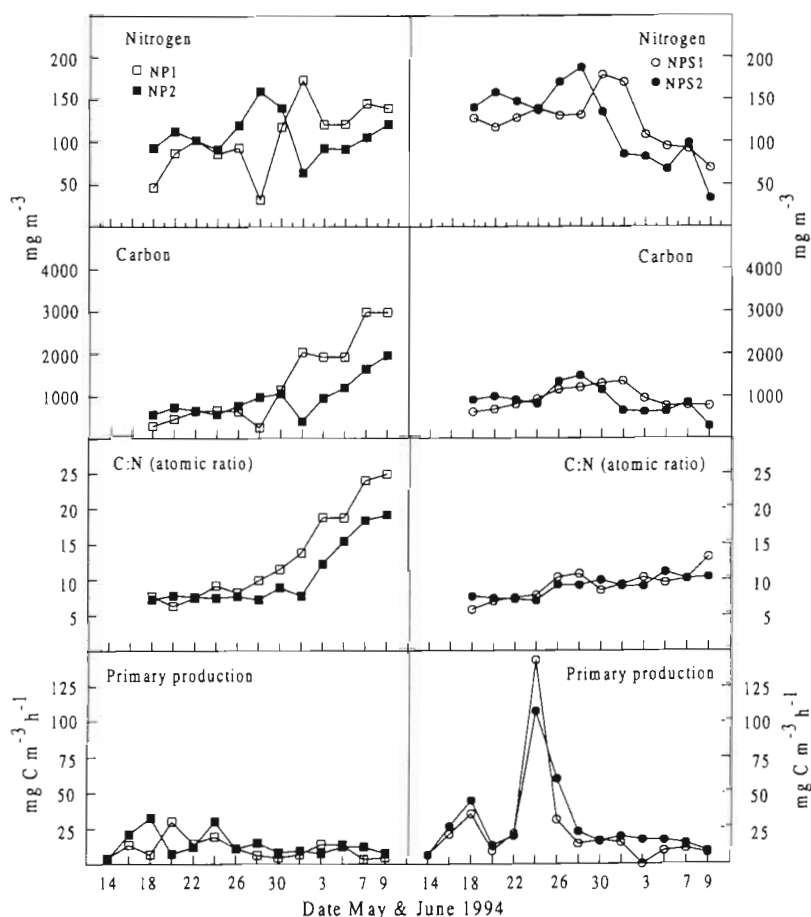 Nitrogen
NP1
NP2
200
150
100
50
mg m-3
Nitrogen
NPS1
NPS2
200
150
100
50
mg m-3
Carbon
4000
3000
2000
1000
Carbon
4000
3000
2000
1000
C:N (atomic ratio)
25
20
15
10
5
C:N (atomic ratio)
25
20
15
10
5
Primary production
125
100
75
50
25
mg C m-3 h-1
Primary production
125
100
75
50
25
mg C m-3 h-1
14 18 22 26 30 3 7 9
14 18 22 26 30 3 7 9
Date May & June 1994